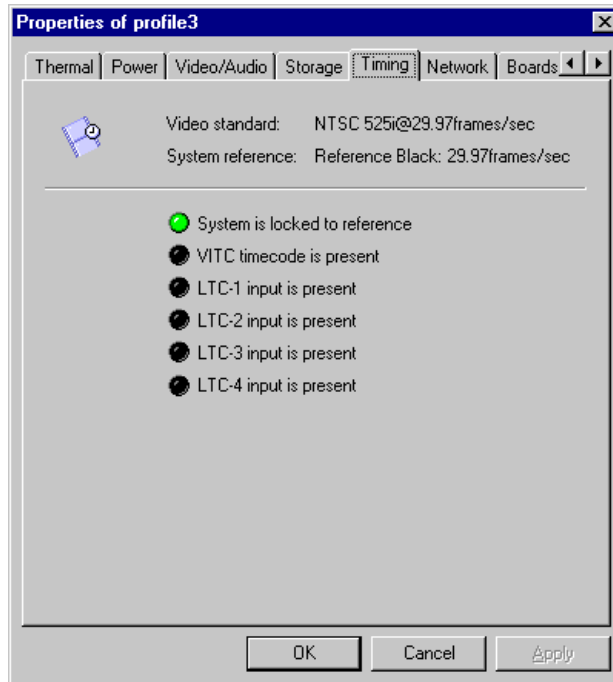 Properties of profile3
Thermal Power Video/Audio Storage Timing Network Boards
Video standard: NTSC 525i@29.97frames/sec
System reference: Reference Black: 29.97frames/sec
System is locked to reference
VITC timecode is present
LTC-1 input is present
LTC-2 input is present
LTC-3 input is present
LTC-4 input is present
OK Cancel Apply